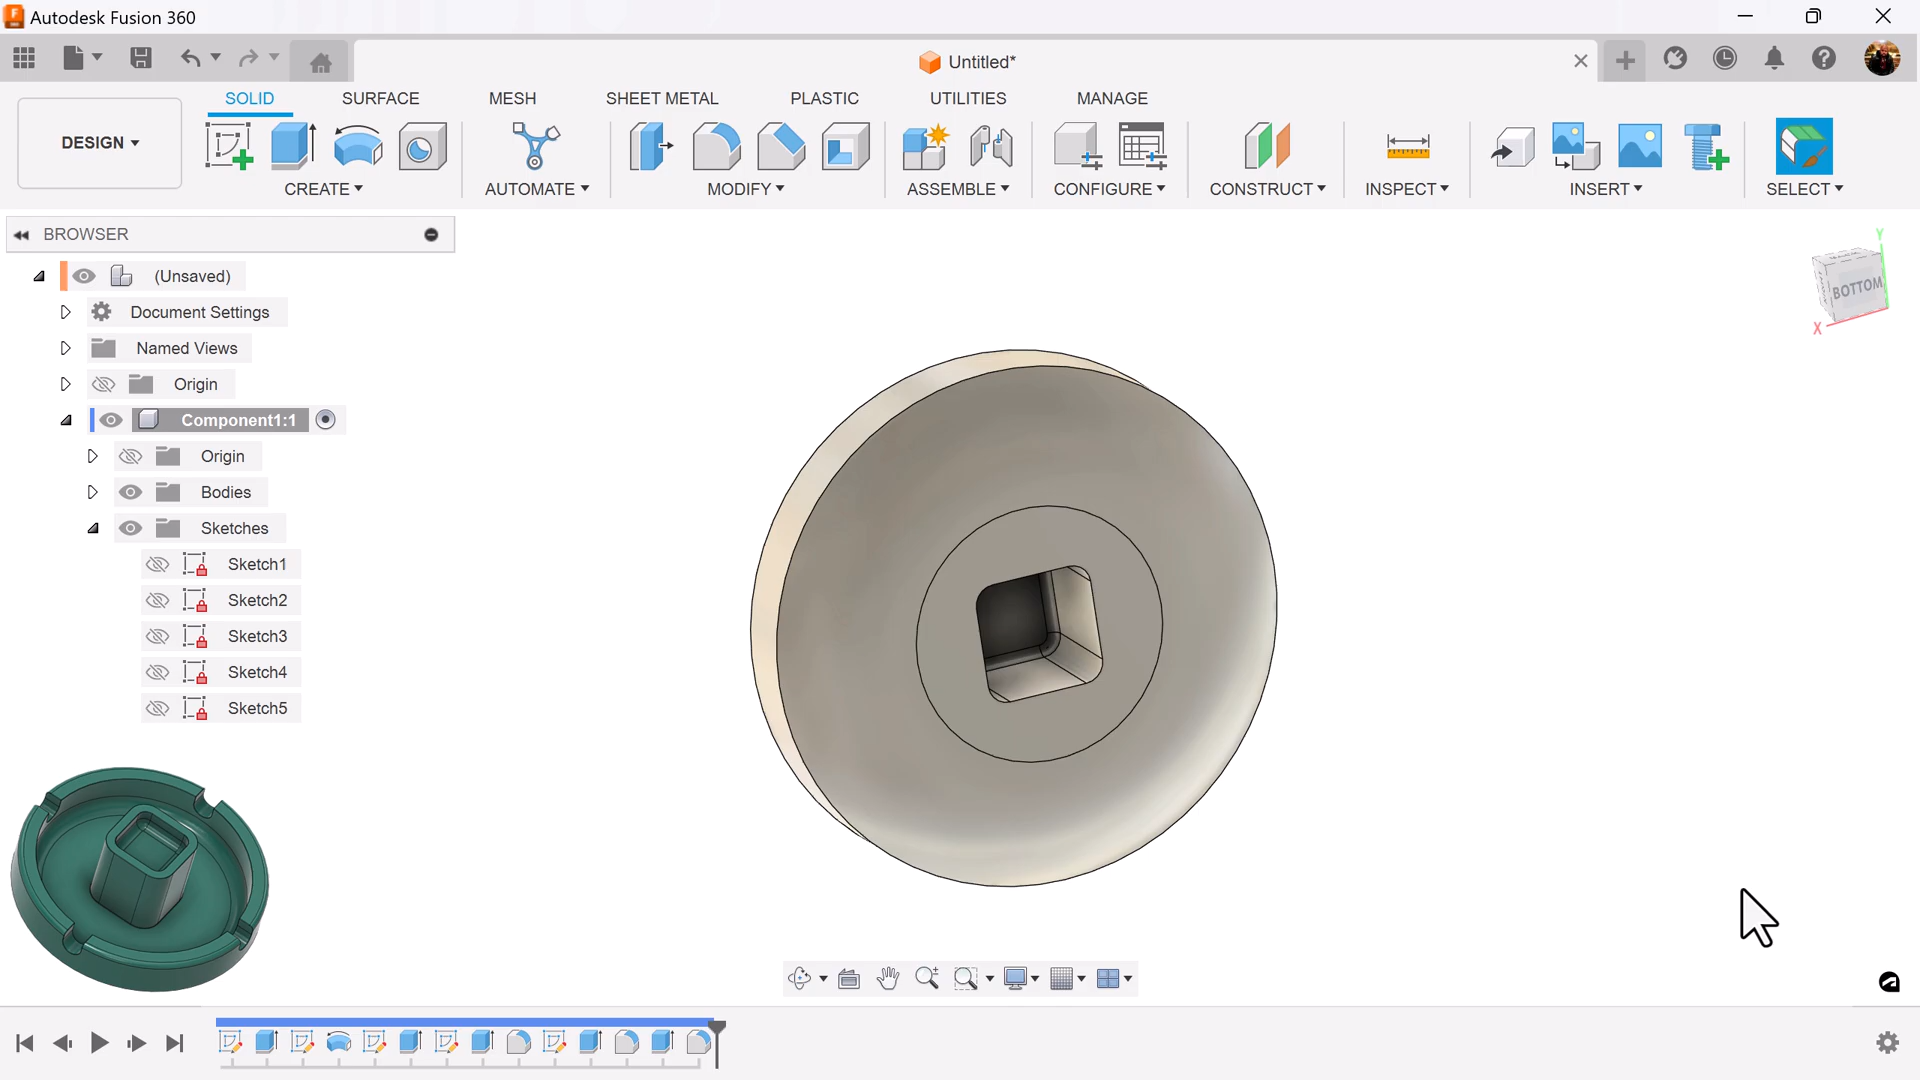 Autodesk Fusion 360
Untitled*
SOLID SURFACE MESH SHEET METAL PLASTIC UTILITIES MANAGE
DESIGN
CREATE AUTOMATE MODIFY ASSEMBLE CONFIGURE CONSTRUCT INSPECT INSERT SELECT
BROWSER
(Unsaved)
Document Settings
Named Views
Origin
Component1:1
Origin
Bodies
Sketches
Sketch1
Sketch2
Sketch3
Sketch4
Sketch5
Y
BOTTOM
X